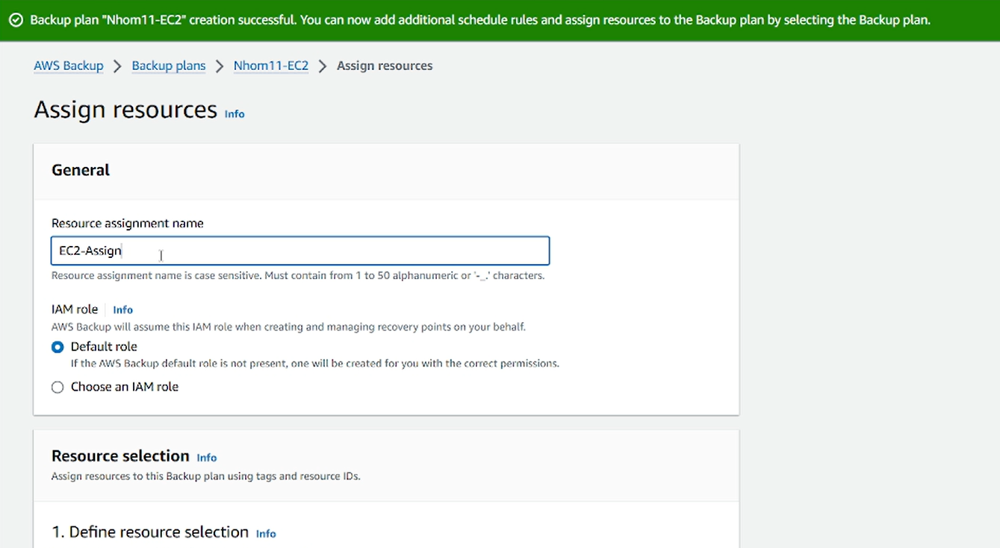 Backup plan "Nhom11-EC2" creation successful. You can now add additional schedule rules and assign resources to the Backup plan by selecting the Backup plan.
AWS Backup > Backup plans > Nhom11-EC2 > Assign resources
Assign resources Info
General
Resource assignment name
EC2-Assign
Resource assignment name is case sensitive. Must contain from 1 to 50 alphanumeric or '-_.' characters.
IAM role Info
AWS Backup will assume this IAM role when creating and managing recovery points on your behalf.
Default role
If the AWS Backup default role is not present, one will be created for you with the correct permissions.
Choose an IAM role
Resource selection Info
Assign resources to this Backup plan using tags and resource IDs.
1. Define resource selection Info